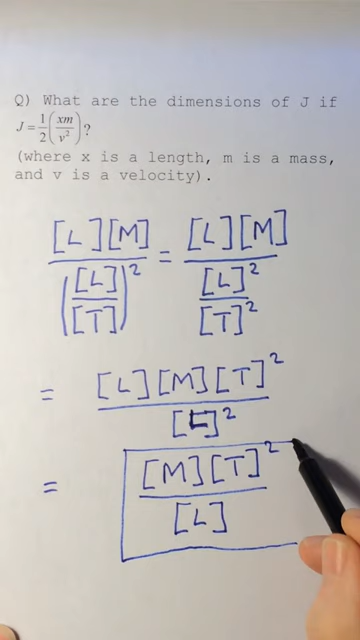 Q) What are the dimensions of J if
J = 1/2 (xm/v²) ?
(where x is a length, m is a mass,
and v is a velocity).
[L][M] / ([L]/[T])² = [L][M] / ([L]²/[T]²)
= [L][M][T]² / [L]²
= [M][T]² / [L]